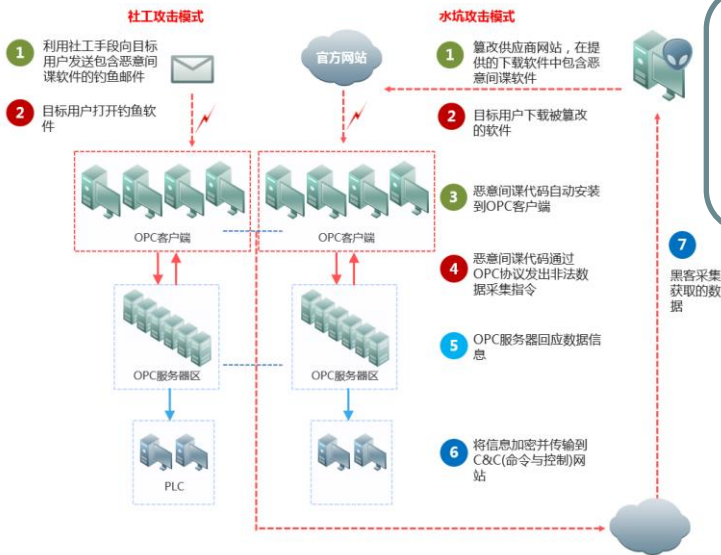 社工攻击模式
1
利用社工手段向目标
用户发送包含恶意间
谍软件的钓鱼邮件
2
目标用户打开钓鱼软
件
水坑攻击模式
官方网站
1
篡改供应商网站，在提
供的下载软件中包含恶
意间谍软件
2
目标用户下载被篡改
的软件
OPC客户端
OPC客户端
3
恶意间谍代码自动安装
到OPC客户端
4
恶意间谍代码通过
OPC协议发出非法数
据采集指令
OPC服务器区
OPC服务器区
5
OPC服务器回应数据信
息
PLC
6
将信息加密并传输到
C&C(命令与控制)网
站
7
黑客采集
获取的数
据